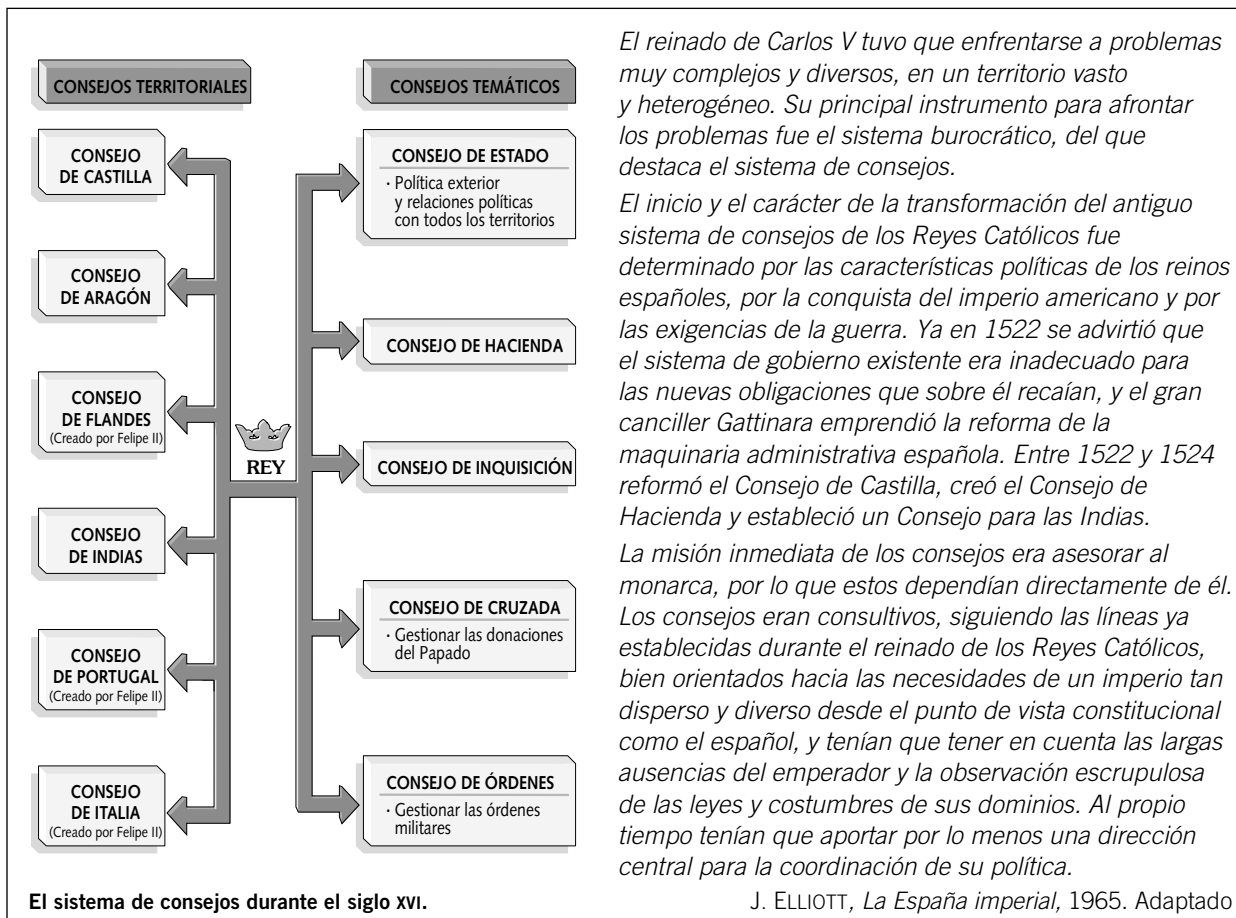 CONSEJOS TERRITORIALES
CONSEJO
DE CASTILLA
CONSEJO
DE ARAGÓN
CONSEJO
DE FLANDES
(Creado por Felipe II)
CONSEJO
DE INDIAS
CONSEJO
DE PORTUGAL
(Creado por Felipe II)
CONSEJO
DE ITALIA
(Creado por Felipe II)
REY
CONSEJOS TEMÁTICOS
CONSEJO DE ESTADO
· Política exterior
y relaciones políticas
con todos los territorios
CONSEJO DE HACIENDA
CONSEJO DE INQUISICIÓN
CONSEJO DE CRUZADA
· Gestionar las donaciones
del Papado
CONSEJO DE ÓRDENES
· Gestionar las órdenes
militares
El sistema de consejos durante el siglo XVI.
El reinado de Carlos V tuvo que enfrentarse a problemas
muy complejos y diversos, en un territorio vasto
y heterogéneo. Su principal instrumento para afrontar
los problemas fue el sistema burocrático, del que
destaca el sistema de consejos.
El inicio y el carácter de la transformación del antiguo
sistema de consejos de los Reyes Católicos fue
determinado por las características políticas de los reinos
españoles, por la conquista del imperio americano y por
las exigencias de la guerra. Ya en 1522 se advirtió que
el sistema de gobierno existente era inadecuado para
las nuevas obligaciones que sobre él recaían, y el gran
canciller Gattinara emprendió la reforma de la
maquinaria administrativa española. Entre 1522 y 1524
reformó el Consejo de Castilla, creó el Consejo de
Hacienda y estableció un Consejo para las Indias.
La misión inmediata de los consejos era asesorar al
monarca, por lo que estos dependían directamente de él.
Los consejos eran consultivos, siguiendo las líneas ya
establecidas durante el reinado de los Reyes Católicos,
bien orientados hacia las necesidades de un imperio tan
disperso y diverso desde el punto de vista constitucional
como el español, y tenían que tener en cuenta las largas
ausencias del emperador y la observación escrupulosa
de las leyes y costumbres de sus dominios. Al propio
tiempo tenían que aportar por lo menos una dirección
central para la coordinación de su política.
J. ELLIOTT, La España imperial, 1965. Adaptado